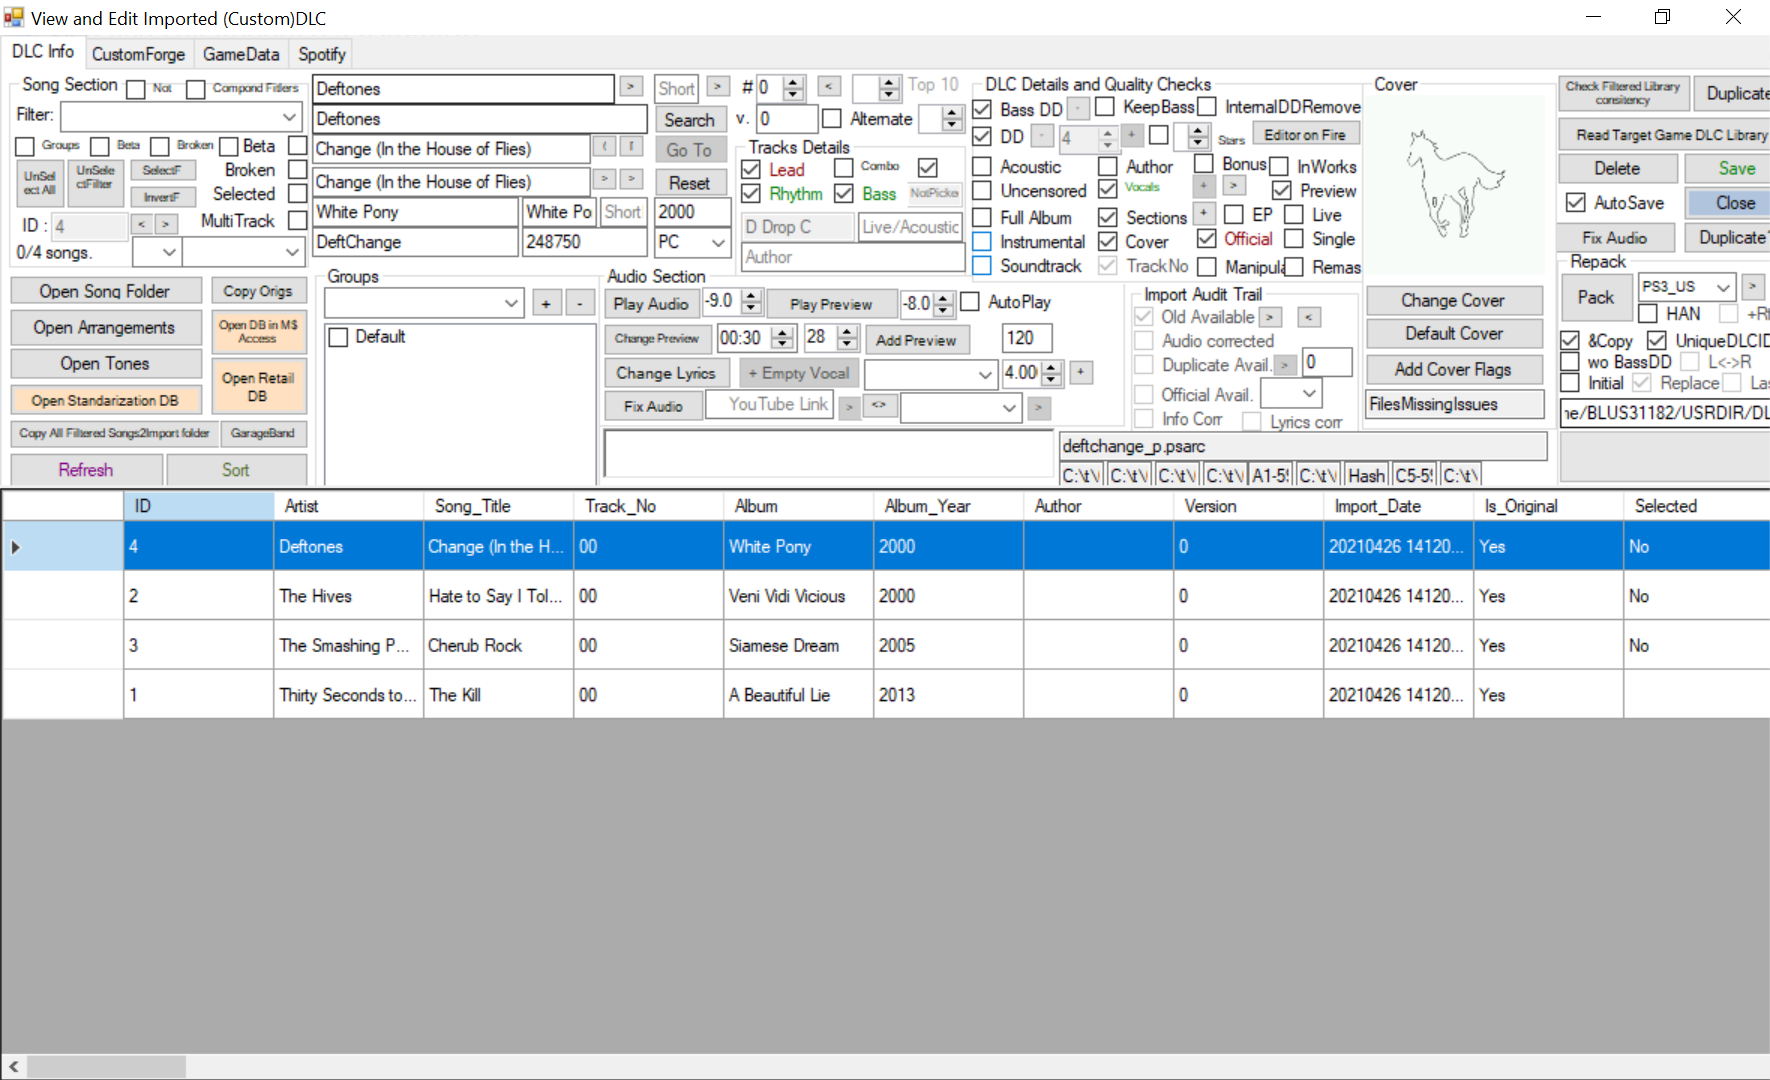 View and Edit Imported (Custom)DLC
DLC Info CustomForge GameData Spotify
Song Section Not Compond Fitlers
Filter:
Groups Beta Broken Beta
UnSel ect All UnSele ctFilter SelectF Broken
InvertF Selected
ID : 4 < > MultiTrack
0/4 songs.
Open Song Folder Copy Origs
Open Arrangements Open DB in M$ Access
Open Tones
Open Retail DB
Open Standarization DB
Copy All Filtered Songs2Import folder GarageBand
Refresh Sort
Deftones > Short > # 0 < Top 10
Deftones Search v. 0 Alternate
Change (In the House of Flies) ( [ Go To
Change (In the House of Flies) > > Reset
White Pony White Po Short 2000
DeftChange 248750 PC
Tracks Details
Lead Combo
Rhythm Bass NotPicke
D Drop C Live/Acoustic
Author
Groups
+ -
Default
Audio Section
Play Audio -9.0 Play Preview -8.0 AutoPlay
Change Preview 00:30 28 Add Preview 120
Change Lyrics + Empty Vocal 4.00 +
Fix Audio YouTube Link > <> >
DLC Details and Quality Checks
Bass DD - KeepBass InternalDDRemove
DD - 4 + Stars Editor on Fire
Acoustic Author Bonus InWorks
Uncensored Vocals + > Preview
Full Album Sections + EP Live
Instrumental Cover Official Single
Soundtrack TrackNo Manipula Remas
Import Audit Trail
Old Available > <
Audio corrected
Duplicate Avail. > 0
Official Avail.
Info Corr Lyrics corr
deftchange_p.psarc
C:\t\ C:\t\ C:\t\ C:\t\ A1-5! C:\t\ Hash C5-5! C:\t\
Cover
Change Cover
Default Cover
Add Cover Flags
FilesMissingIssues
Check Filtered Library consitency Duplicate
Read Target Game DLC Library
Delete Save
AutoSave Close
Fix Audio Duplicate
Repack
Pack PS3_US >
HAN +R
&Copy UniqueDLCID
wo BassDD L<->R
Initial Replace Las
ne/BLUS31182/USRDIR/DL
ID Artist Song_Title Track_No Album Album_Year Author Version Import_Date Is_Original Selected
4 Deftones Change (In the H... 00 White Pony 2000 0 20210426 14120... Yes No
2 The Hives Hate to Say I Tol... 00 Veni Vidi Vicious 2000 0 20210426 14120... Yes No
3 The Smashing P... Cherub Rock 00 Siamese Dream 2005 0 20210426 14120... Yes No
1 Thirty Seconds to... The Kill 00 A Beautiful Lie 2013 0 20210426 14120... Yes